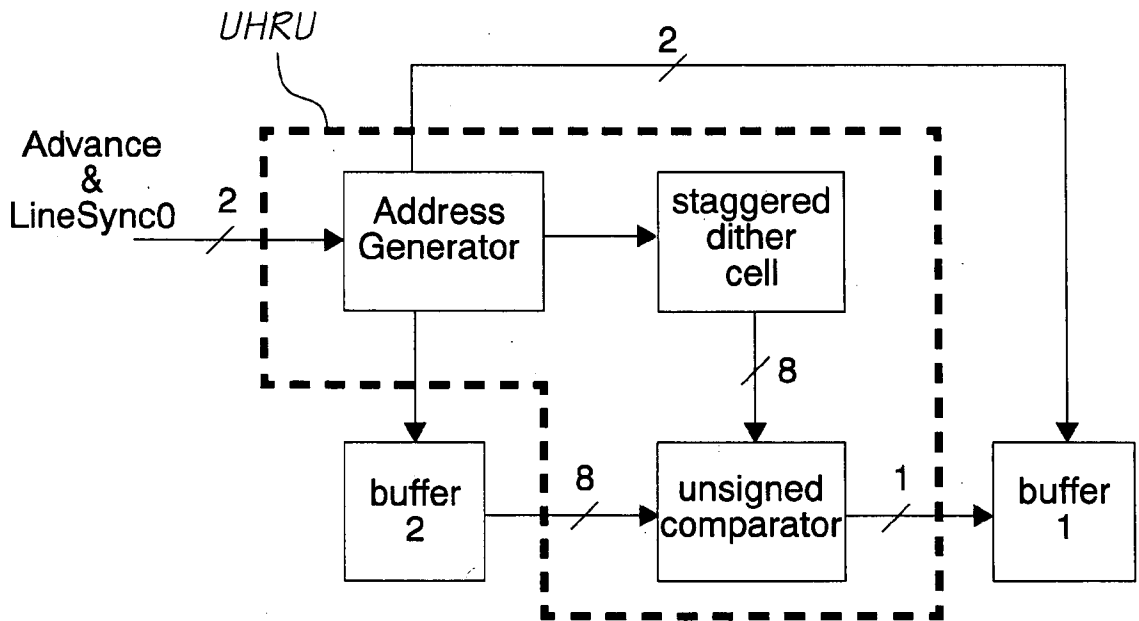 UHRU
2
Advance
&
LineSync0
2
Address
Generator
staggered
dither
cell
8
buffer
2
8
unsigned
comparator
1
buffer
1